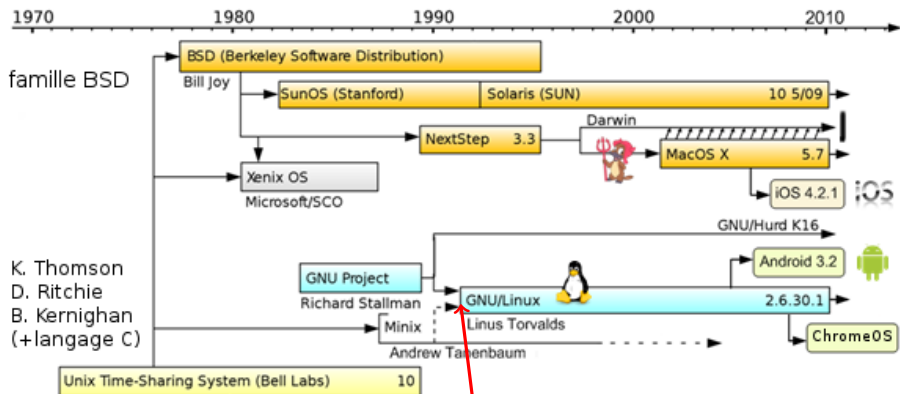 1970 1980 1990 2000 2010
BSD (Berkeley Software Distribution)
famille BSD
Bill Joy
SunOS (Stanford) Solaris (SUN) 10 5/09
Darwin
NextStep 3.3
MacOS X 5.7
Xenix OS
Microsoft/SCO
iOS 4.2.1 iOS
GNU/Hurd K16
K. Thomson
D. Ritchie
B. Kernighan
(+langage C)
GNU Project
Richard Stallman
Android 3.2
GNU/Linux 2.6.30.1
Linus Torvalds
Minix
Andrew Tanenbaum
ChromeOS
Unix Time-Sharing System (Bell Labs) 10